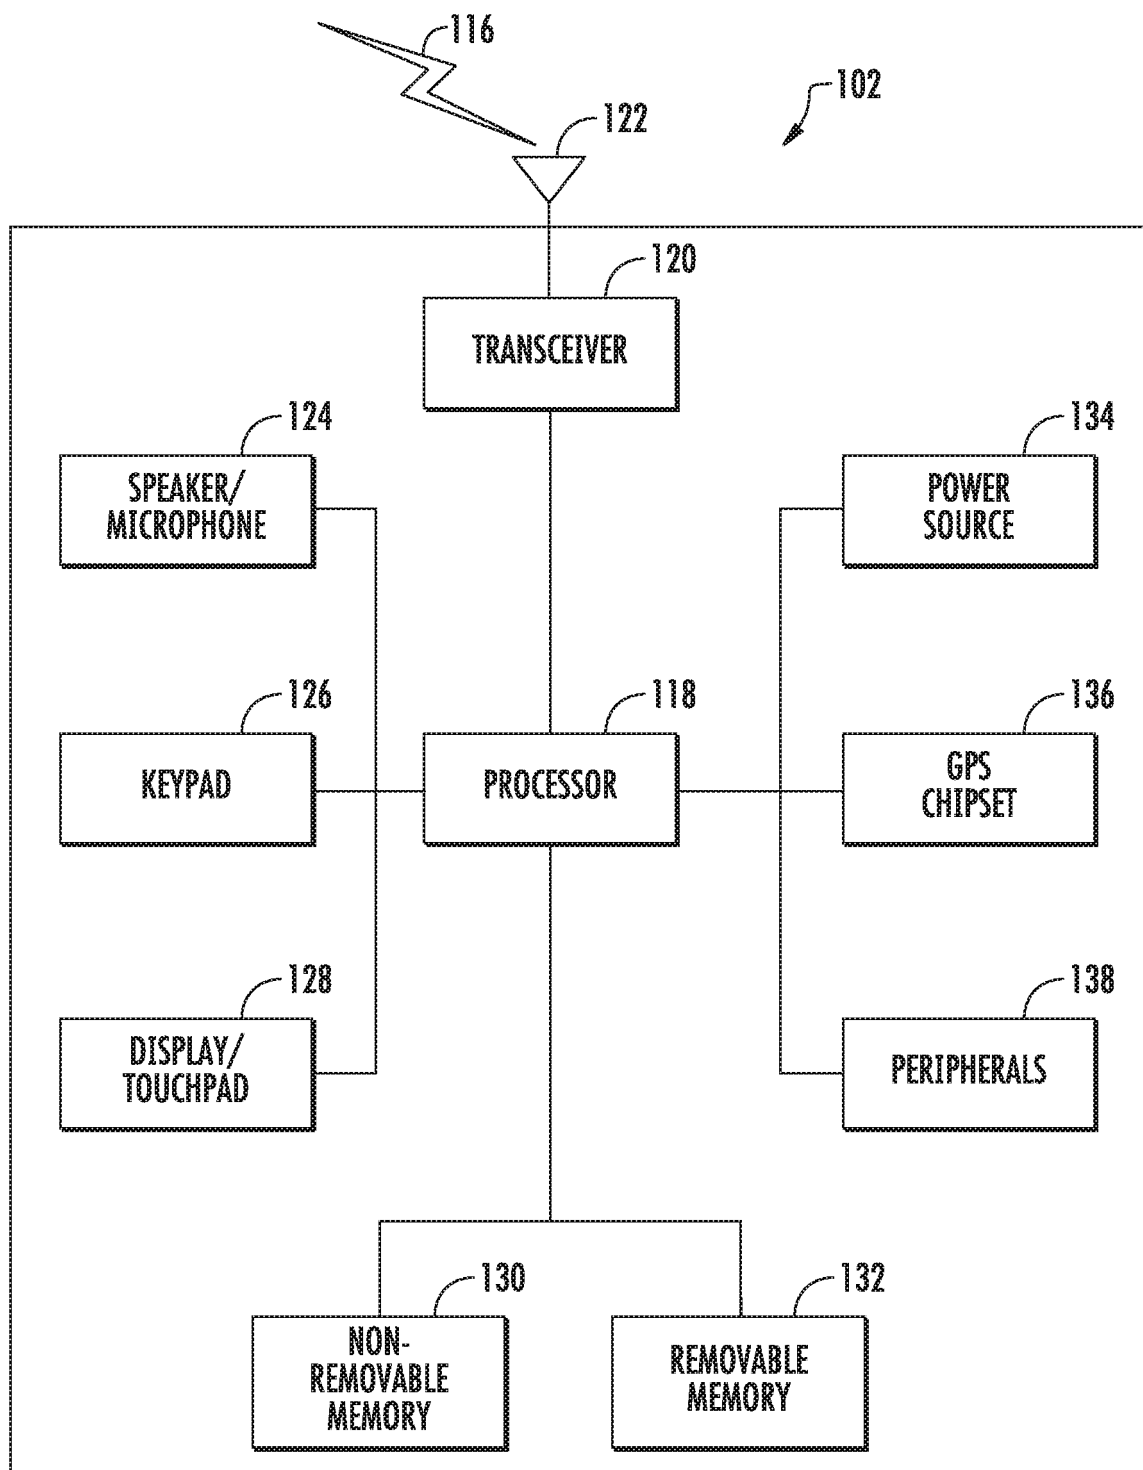 116
102
122
120
TRANSCEIVER
124
134
SPEAKER/
MICROPHONE
POWER
SOURCE
126
118
136
KEYPAD
PROCESSOR
GPS
CHIPSET
128
138
DISPLAY/
TOUCHPAD
PERIPHERALS
130
132
NON-
REMOVABLE
MEMORY
REMOVABLE
MEMORY